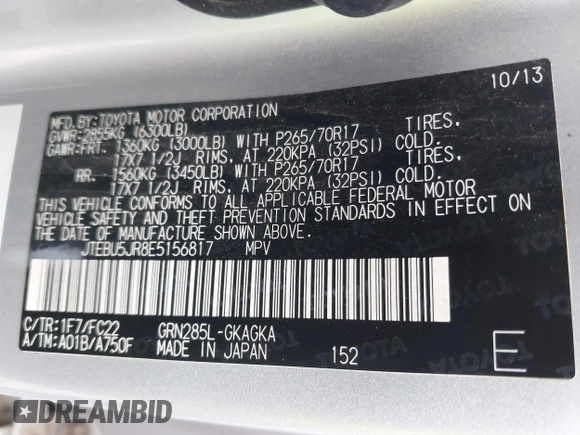 10/13
MFD.BY:TOYOTA MOTOR CORPORATION
GVWR:2855KG (6300LB)
GAWR:FRT. 1360KG (3000LB) WITH P265/70R17 TIRES,
17X7 1/2J RIMS, AT 220KPA (32PSI) COLD.
RR. 1560KG (3450LB) WITH P265/70R17 TIRES,
17X7 1/2J RIMS, AT 220KPA (32PSI) COLD.
THIS VEHICLE CONFORMS TO ALL APPLICABLE FEDERAL MOTOR
VEHICLE SAFETY AND THEFT PREVENTION STANDARDS IN EFFECT ON
THE DATE OF MANUFACTURE SHOWN ABOVE.
JTEBU5JR8E5156817 MPV
C/TR:1F7/FC22 GRN285L-GKAGKA
A/TM:A01B/A750F MADE IN JAPAN 152 E
DREAMBID